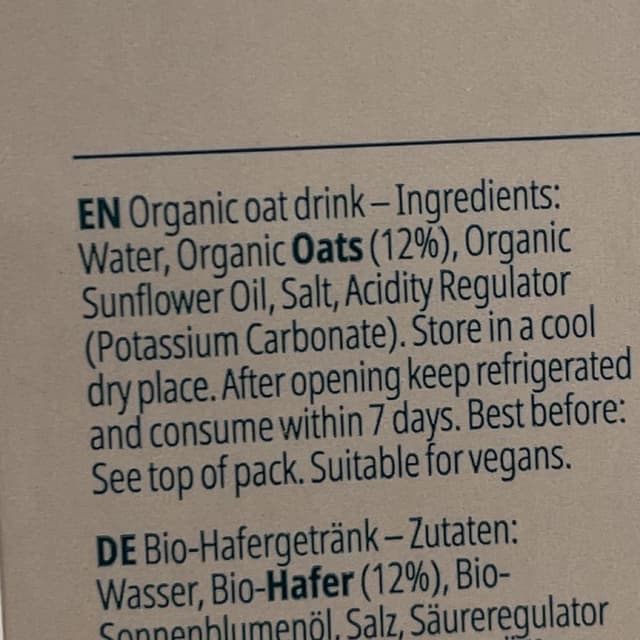 EN Organic oat drink – Ingredients:
Water, Organic Oats (12%), Organic
Sunflower Oil, Salt, Acidity Regulator
(Potassium Carbonate). Store in a cool
dry place. After opening keep refrigerated
and consume within 7 days. Best before:
See top of pack. Suitable for vegans.
DE Bio-Hafergetränk – Zutaten:
Wasser, Bio-Hafer (12%), Bio-
Sonnenblumenöl, Salz, Säureregulator